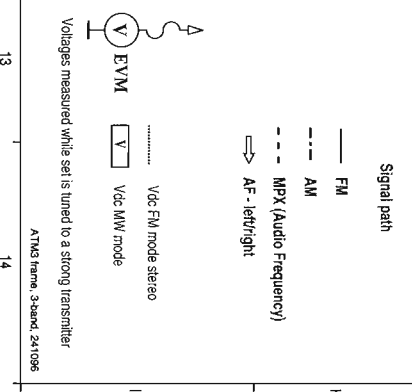 Signal path
FM
AM
MPX (Audio Frequency)
AF - left/right
V
EVM
Vdc FM mode stereo
V
Vdc MW mode
Voltages measured while set is tuned to a strong transmitter
ATM3 frame, 3-band, 241096
13
14